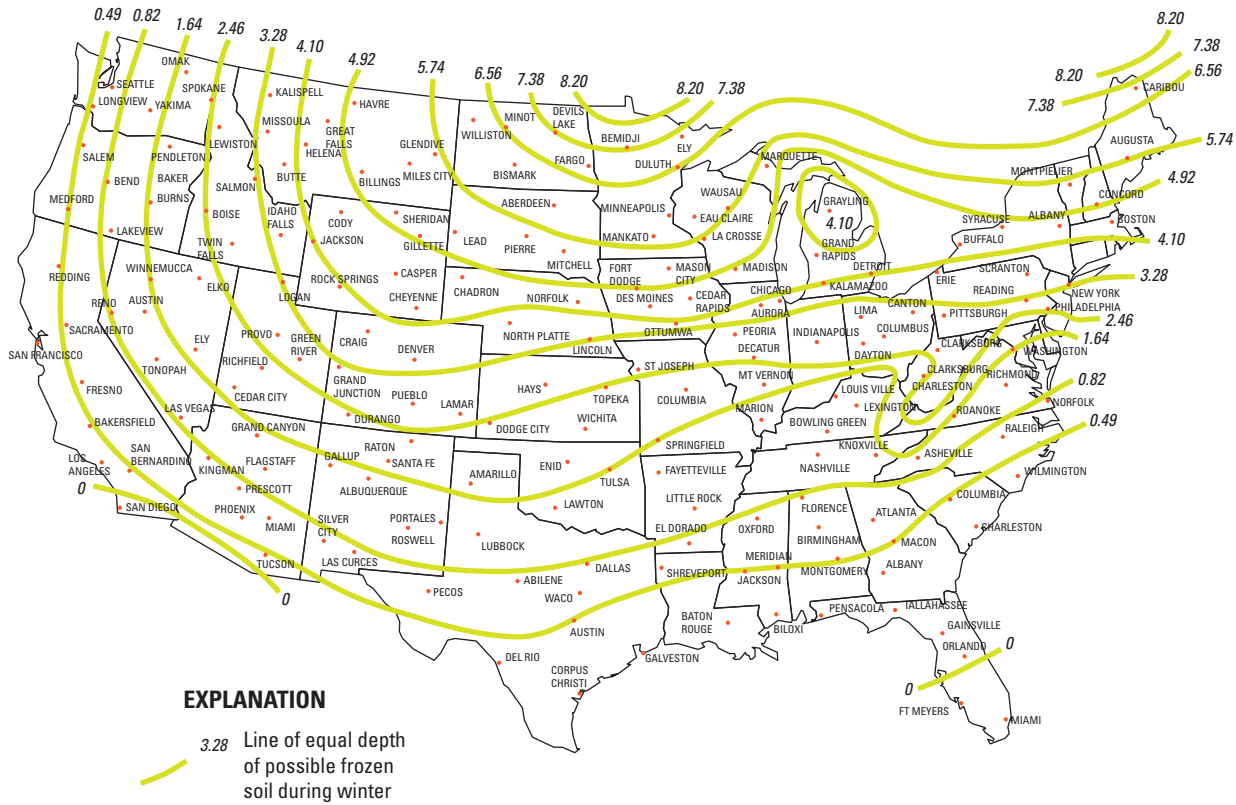 0.49
0.82
1.64
2.46
3.28
4.10
4.92
5.74
6.56
7.38
8.20
8.20
7.38
8.20
7.38
6.56
8.20
7.38
5.74
4.92
4.10
3.28
2.46
1.64
0.82
0.49
4.10
0
0
0
0
OMAK
SEATTLE
SPOKANE
LONGVIEW
YAKIMA
KALISPELL
HAVRE
MISSOULA
GREAT
FALLS
HELENA
LEWISTON
SALEM
PENDLETON
BUTTE
GLENDIVE
MILES CITY
BILLINGS
BEND
BAKER
BURNS
SALMON
MEDFORD
LAKEVIEW
BOISE
IDAHO
FALLS
TWIN
FALLS
CODY
JACKSON
SHERIDAN
GILLETTE
CASPER
ROCK SPRINGS
CHEYENNE
LOGAN
WILLISTON
MINOT
DEVILS
LAKE
BISMARK
FARGO
BEMIDJI
ELY
DULUTH
ABERDEEN
LEAD
PIERRE
MITCHELL
MINNEAPOLIS
MANKATO
MARQUETTE
WAUSAU
EAU CLAIRE
LA CROSSE
MADISON
GRAYLING
GRAND
RAPIDS
DETROIT
KALAMAZOO
CARIBOU
AUGUSTA
MONTPIELIER
CONCORD
BOSTON
ALBANY
SYRACUSE
BUFFALO
ERIE
SCRANTON
READING
NEW YORK
PHILADELPHIA
PITTSBURGH
REDDING
WINNEMUCCA
RENO
AUSTIN
ELKO
SACRAMENTO
SAN FRANCISCO
ELY
TONOPAH
FRESNO
LAS VEGAS
BAKERSFIELD
LOS
ANGELES
SAN
BERNARDINO
SAN DIEGO
PROVO
GREEN
RIVER
RICHFIELD
CEDAR CITY
CRAIG
DENVER
GRAND
JUNCTION
PUEBLO
LAMAR
DURANGO
GRAND CANYON
KINGMAN
FLAGSTAFF
PRESCOTT
PHOENIX
MIAMI
TUCSON
GALLUP
RATON
SANTA FE
ALBUQUERQUE
SILVER
CITY
PORTALES
ROSWELL
LAS CURCES
CHADRON
NORFOLK
NORTH PLATTE
LINCOLN
FORT
DODGE
MASON
CITY
DES MOINES
CEDAR
RAPIDS
OTTUMWA
CHICAGO
AURORA
PEORIA
DECATUR
MT VERNON
MARION
LIMA
CANTON
COLUMBUS
INDIANAPOLIS
DAYTON
CLARKSBURG
CLARKSBURG
WASHINGTON
RICHMOND
CHARLESTON
ROANOKE
NORFOLK
RALEIGH
WILMINGTON
HAYS
TOPEKA
WICHITA
DODGE CITY
ST JOSEPH
COLUMBIA
SPRINGFIELD
LOUIS VILLE
LEXINGTON
BOWLING GREEN
KNOXVILLE
ASHEVILLE
NASHVILLE
AMARILLO
ENID
TULSA
LAWTON
FAYETTEVILLE
LITTLE ROCK
EL DORADO
OXFORD
FLORENCE
BIRMINGHAM
ATLANTA
MACON
COLUMBIA
CHARLESTON
LUBBOCK
ABILENE
DALLAS
WACO
PECOS
AUSTIN
DEL RIO
CORPUS
CHRISTI
GALVESTON
SHREVEPORT
JACKSON
MERIDIAN
MONTGOMERY
ALBANY
BATON
ROUGE
BILOXI
PENSACOLA
TALLAHASSEE
GAINSVILLE
ORLANDO
FT MEYERS
MIAMI
EXPLANATION
3.28 Line of equal depth
of possible frozen
soil during winter